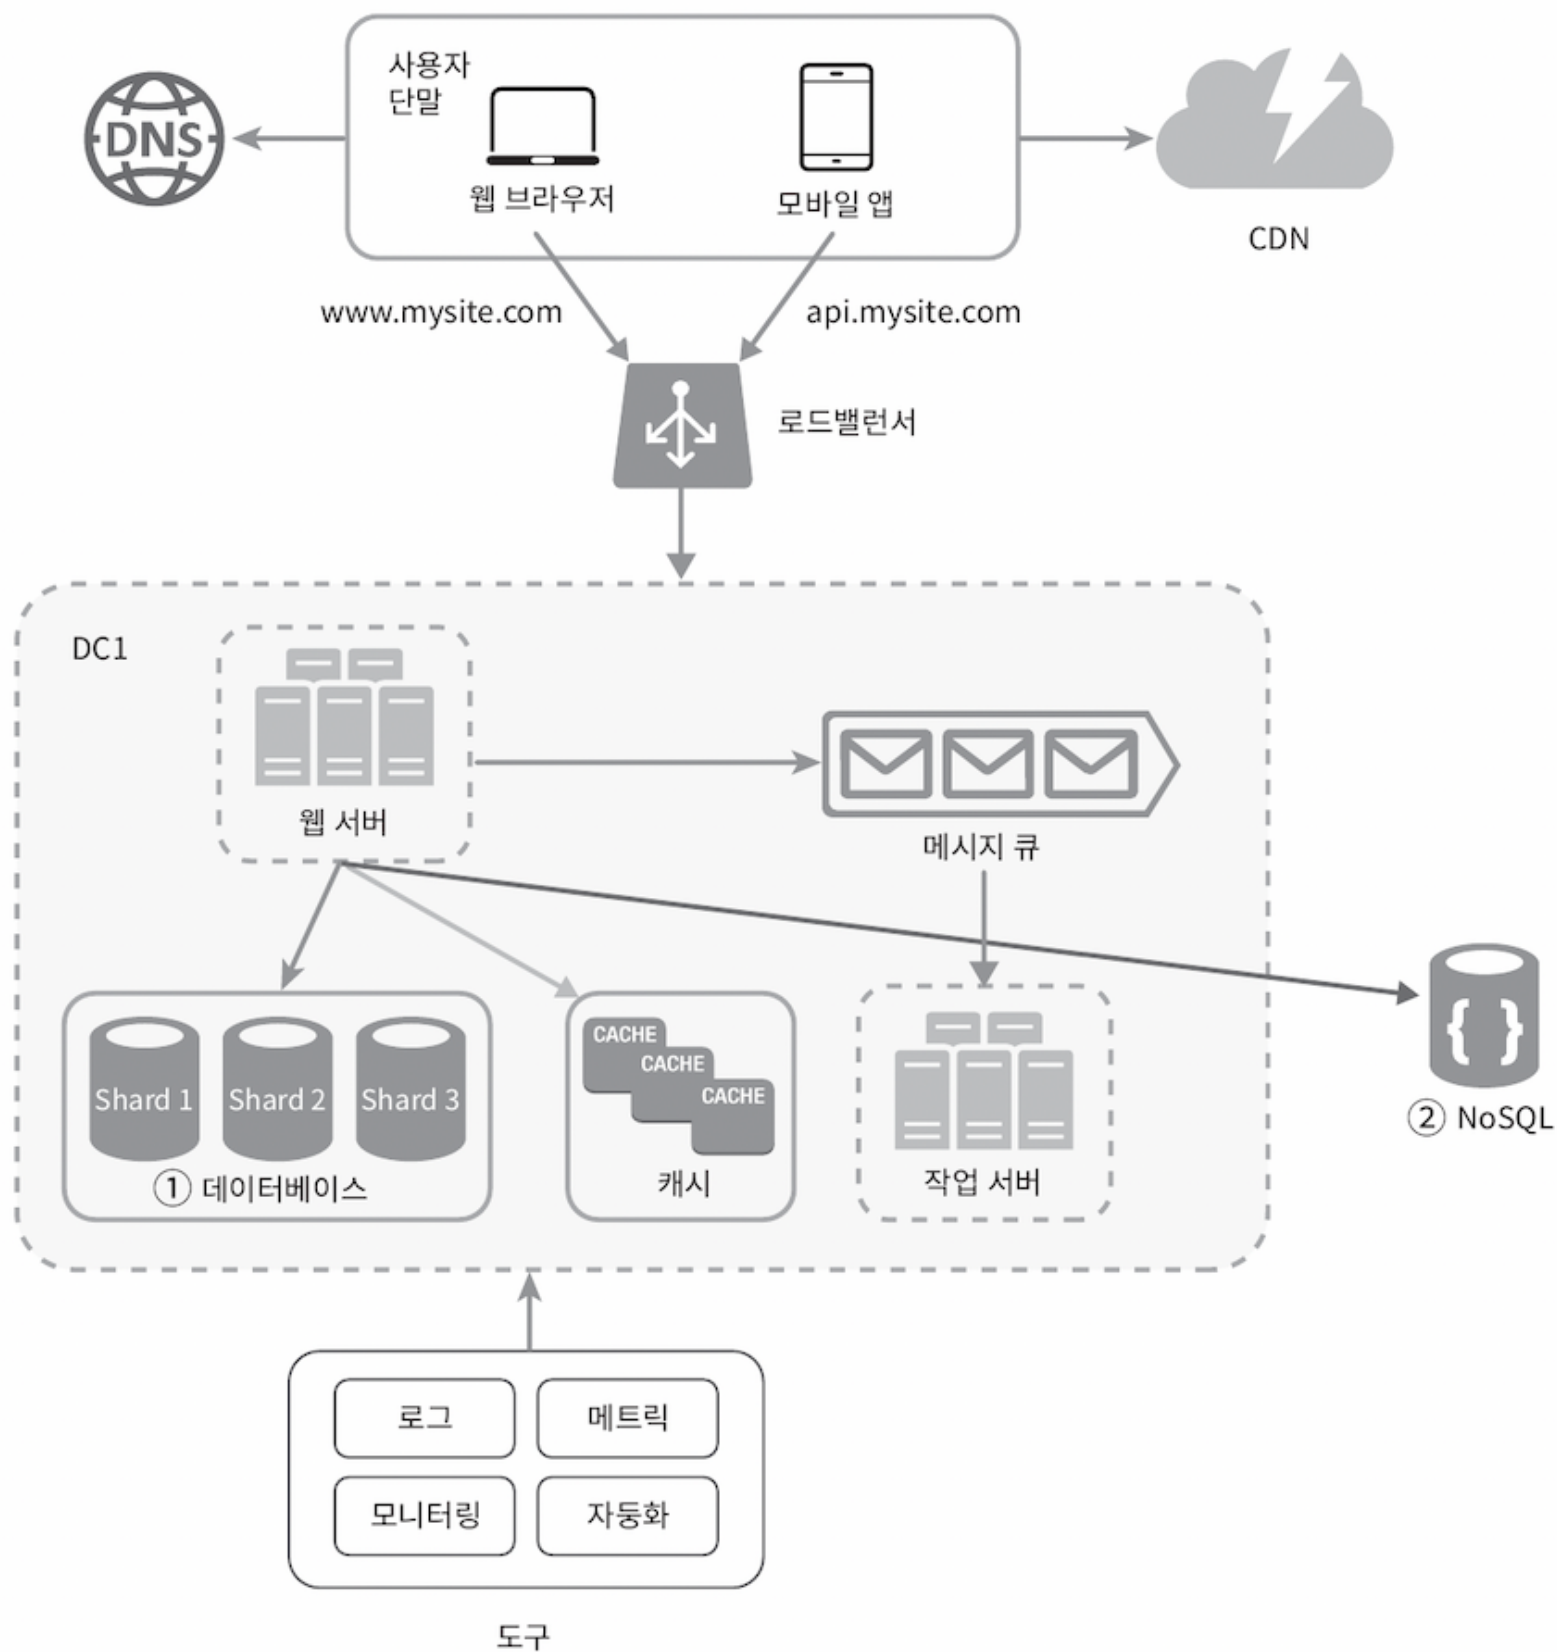 사용자
단말
DNS
웹 브라우저
모바일 앱
CDN
www.mysite.com
api.mysite.com
로드밸런서
DC1
웹 서버
메시지 큐
Shard 1
Shard 2
Shard 3
① 데이터베이스
CACHE
CACHE
CACHE
캐시
작업 서버
{ }
② NoSQL
로그
메트릭
모니터링
자동화
도구